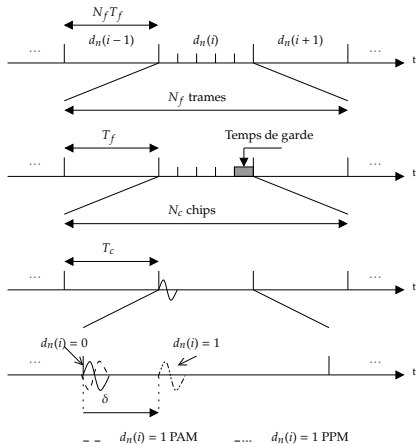 N_f T_f
... d_n(i − 1) d_n(i) d_n(i + 1) ...
t
N_f trames
T_f Temps de garde
... ...
t
N_c chips
T_c
... ...
t
d_n(i) = 0 d_n(i) = 1
... ...
t
δ
d_n(i) = 1 PAM d_n(i) = 1 PPM